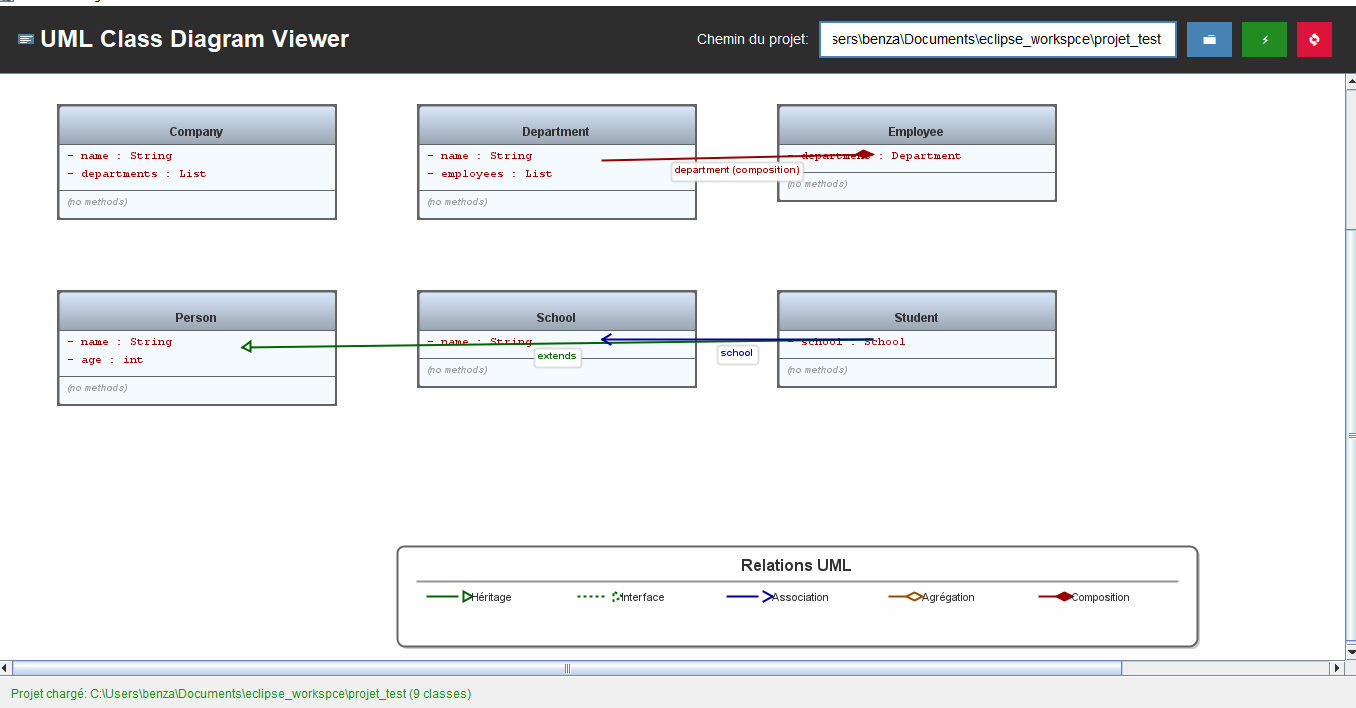 UML Class Diagram Viewer
Chemin du projet: sers\benza\Documents\eclipse_workspce\projet_test
Company
- name : String
- departments : List
(no methods)
Department
- name : String
- employees : List
(no methods)
department (composition)
Employee
- department : Department
(no methods)
Person
- name : String
- age : int
(no methods)
School
- name : String
(no methods)
extends
school
Student
- school : School
(no methods)
Relations UML
Héritage
Interface
Association
Agrégation
Composition
Projet chargé: C:\Users\benza\Documents\eclipse_workspce\projet_test (9 classes)